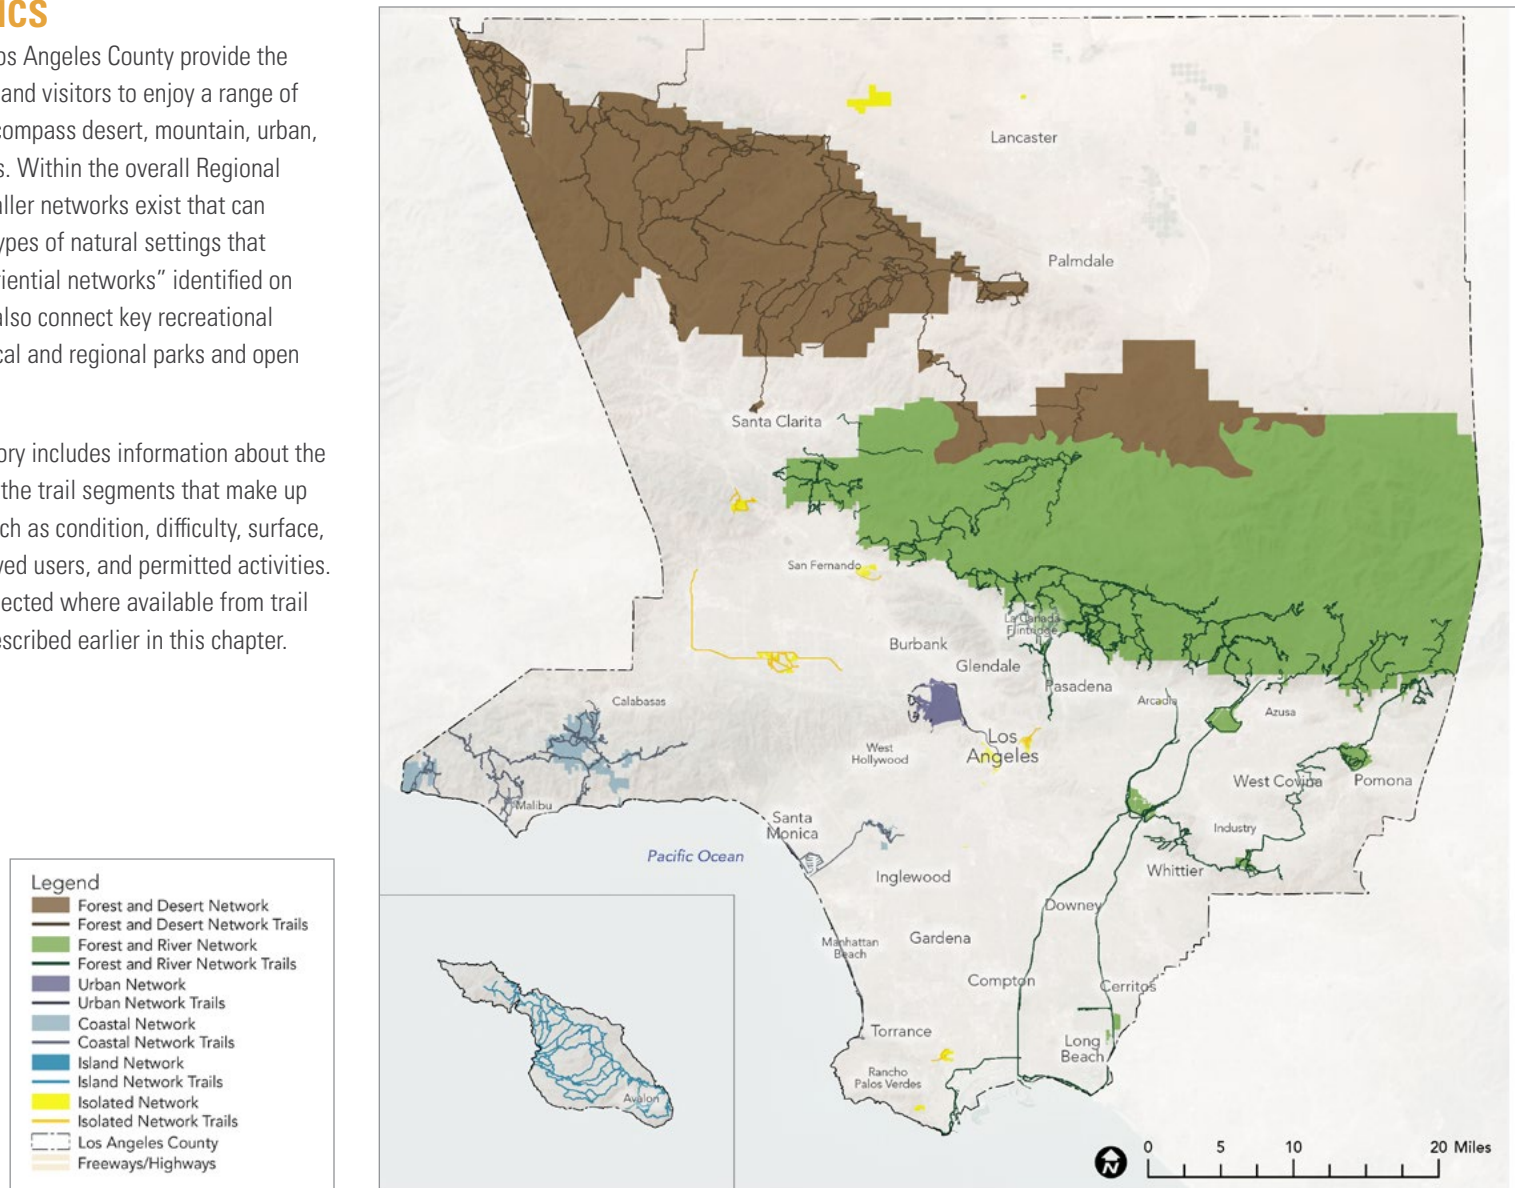 ICS
os Angeles County provide the
and visitors to enjoy a range of
compass desert, mountain, urban,
s. Within the overall Regional
aller networks exist that can
ypes of natural settings that
riential networks” identified on
also connect key recreational
cal and regional parks and open
ory includes information about the
the trail segments that make up
ch as condition, difficulty, surface,
ved users, and permitted activities.
lected where available from trail
escribed earlier in this chapter.
Legend
Forest and Desert Network
Forest and Desert Network Trails
Forest and River Network
Forest and River Network Trails
Urban Network
Urban Network Trails
Coastal Network
Coastal Network Trails
Island Network
Island Network Trails
Isolated Network
Isolated Network Trails
Los Angeles County
Freeways/Highways
Lancaster
Palmdale
Santa Clarita
San Fernando
La Cañada
Flintridge
Burbank
Glendale
Pasadena
Calabasas
Arcadia
Azusa
West
Hollywood
Los
Angeles
West Covina
Pomona
Malibu
Santa
Monica
Industry
Pacific Ocean
Inglewood
Whittier
Downey
Manhattan
Beach
Gardena
Compton
Cerritos
Torrance
Long
Beach
Rancho
Palos Verdes
Avalon
N
0 5 10 20 Miles